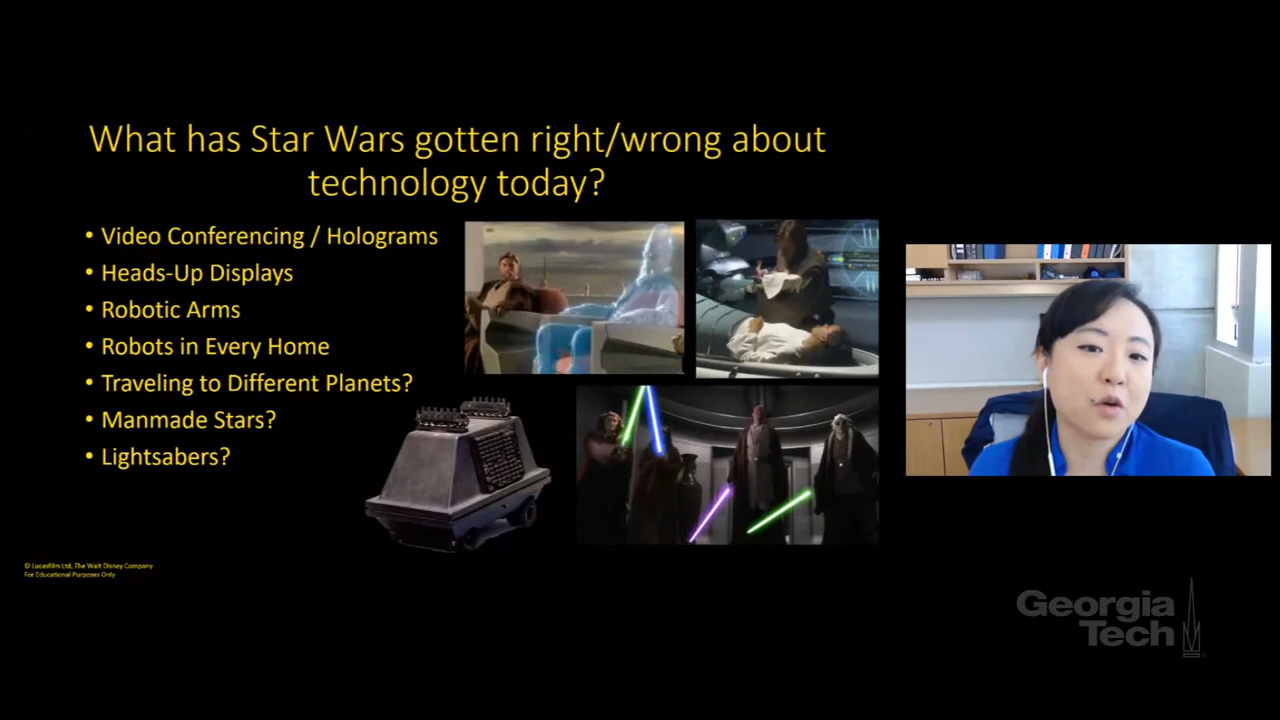 What has Star Wars gotten right/wrong about
technology today?
• Video Conferencing / Holograms
• Heads-Up Displays
• Robotic Arms
• Robots in Every Home
• Traveling to Different Planets?
• Manmade Stars?
• Lightsabers?
© Lucasfilm Ltd, The Walt Disney Company
For Educational Purposes Only
Georgia
Tech